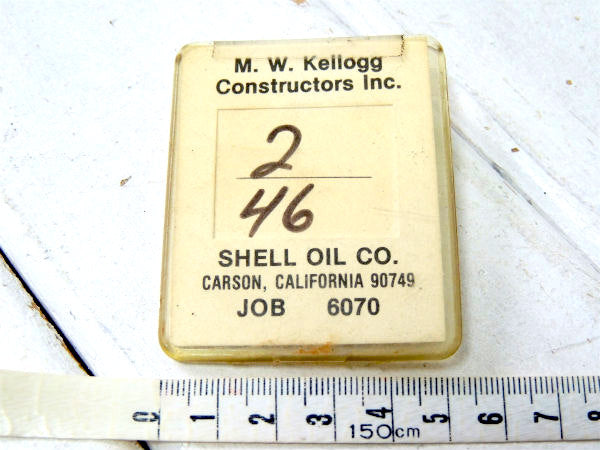 M. W. Kellogg
Constructors Inc.
2
46
SHELL OIL CO.
CARSON, CALIFORNIA 90749
JOB 6070
0 1 2 3 4 5 6 7 8
150cm